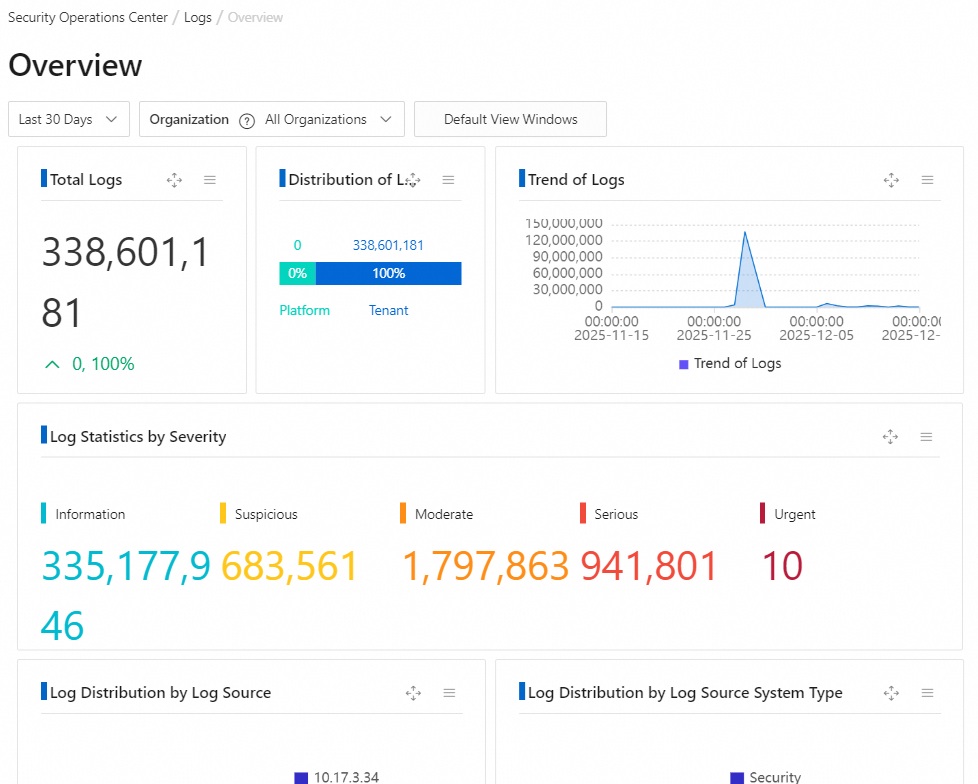 Security Operations Center / Logs / Overview
Overview
Last 30 Days
Organization ? All Organizations
Default View Windows
Total Logs
338,601,1
81
0, 100%
Distribution of L...
0 338,601,181
0% 100%
Platform Tenant
Trend of Logs
150,000,000
120,000,000
90,000,000
60,000,000
30,000,000
0
00:00:00 00:00:00 00:00:00 00:00:0
2025-11-15 2025-11-25 2025-12-05 2025-12-
Trend of Logs
Log Statistics by Severity
Information Suspicious Moderate Serious Urgent
335,177,9 683,561 1,797,863 941,801 10
46
Log Distribution by Log Source
10.17.3.34
Log Distribution by Log Source System Type
Security